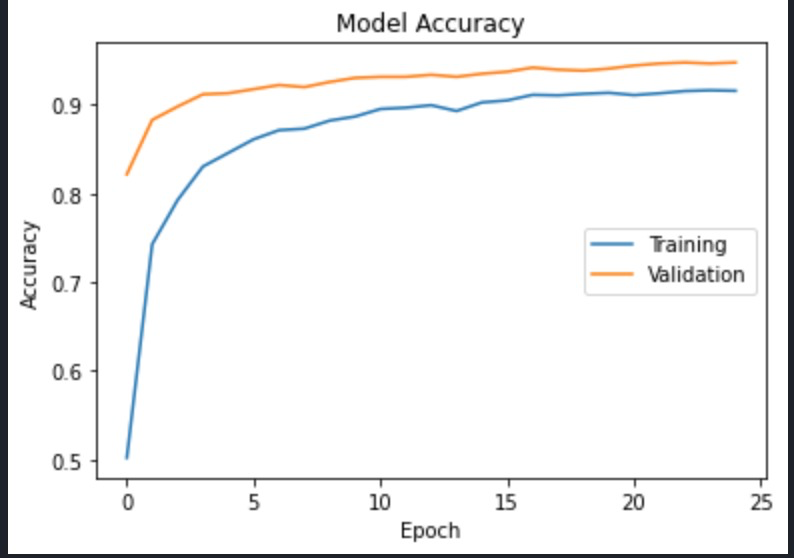 Model Accuracy
0.9
0.8
0.7
0.6
0.5
Accuracy
Training
Validation
0 5 10 15 20 25
Epoch